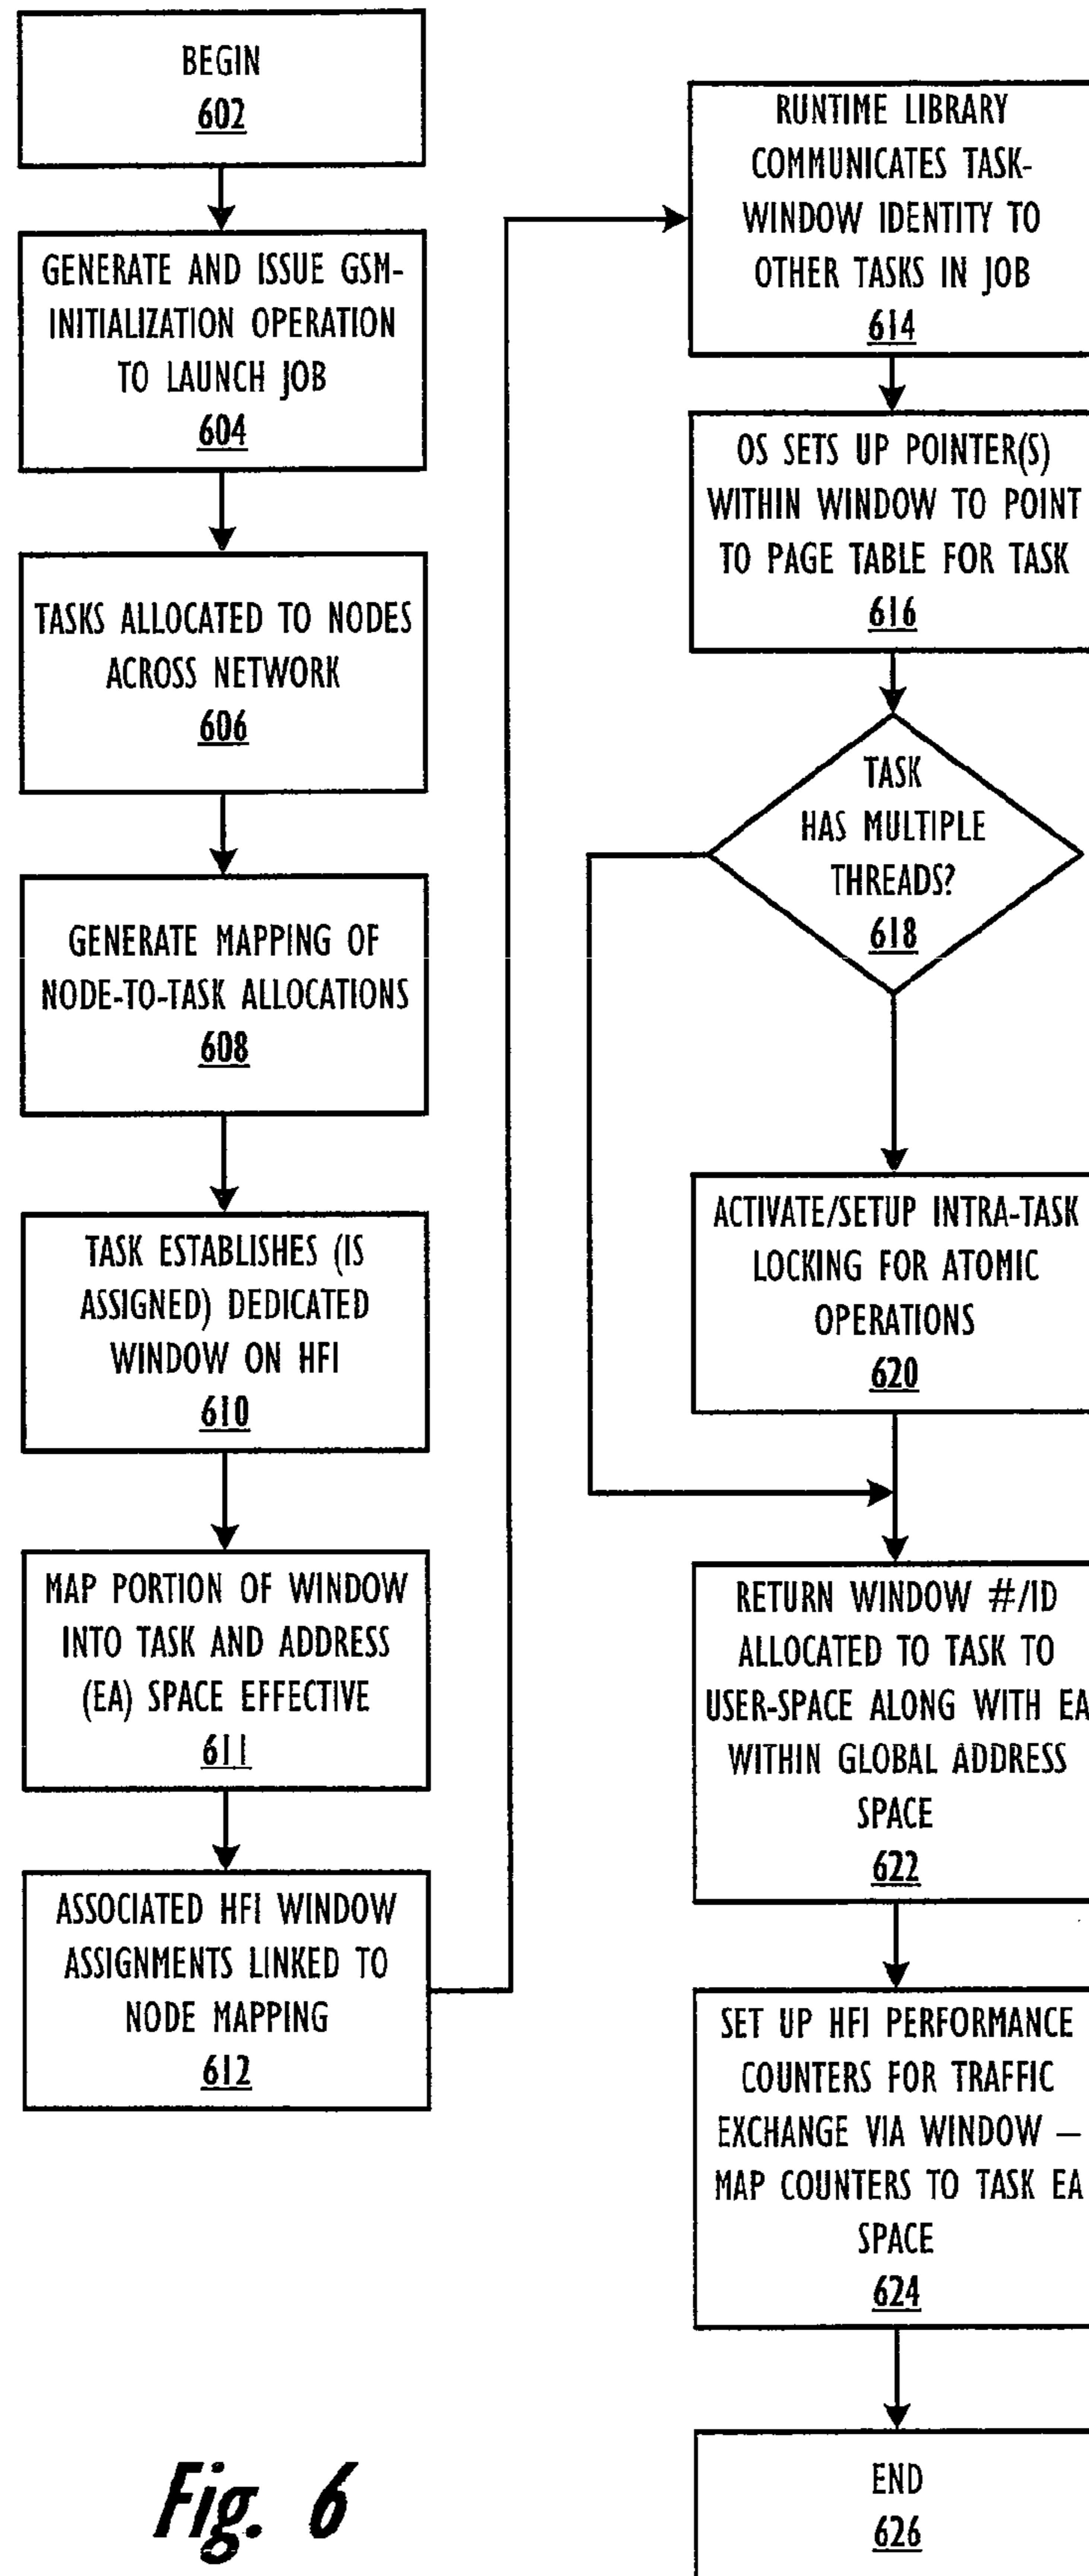 BEGIN
602
GENERATE AND ISSUE GSM-
INITIALIZATION OPERATION
TO LAUNCH JOB
604
TASKS ALLOCATED TO NODES
ACROSS NETWORK
606
GENERATE MAPPING OF
NODE-TO-TASK ALLOCATIONS
608
TASK ESTABLISHES (IS
ASSIGNED) DEDICATED
WINDOW ON HFI
610
MAP PORTION OF WINDOW
INTO TASK AND ADDRESS
(EA) SPACE EFFECTIVE
611
ASSOCIATED HFI WINDOW
ASSIGNMENTS LINKED TO
NODE MAPPING
612
RUNTIME LIBRARY
COMMUNICATES TASK-
WINDOW IDENTITY TO
OTHER TASKS IN JOB
614
OS SETS UP POINTER(S)
WITHIN WINDOW TO POINT
TO PAGE TABLE FOR TASK
616
TASK
HAS MULTIPLE
THREADS?
618
ACTIVATE/SETUP INTRA-TASK
LOCKING FOR ATOMIC
OPERATIONS
620
RETURN WINDOW #/ID
ALLOCATED TO TASK TO
USER-SPACE ALONG WITH EA
WITHIN GLOBAL ADDRESS
SPACE
622
SET UP HFI PERFORMANCE
COUNTERS FOR TRAFFIC
EXCHANGE VIA WINDOW –
MAP COUNTERS TO TASK EA
SPACE
624
END
626
Fig. 6